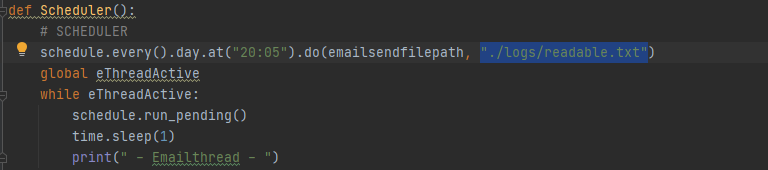 def Scheduler():
# SCHEDULER
schedule.every().day.at("20:05").do(emailsendfilepath, "./logs/readable.txt")
global eThreadActive
while eThreadActive:
schedule.run_pending()
time.sleep(1)
print(" - Emailthread - ")